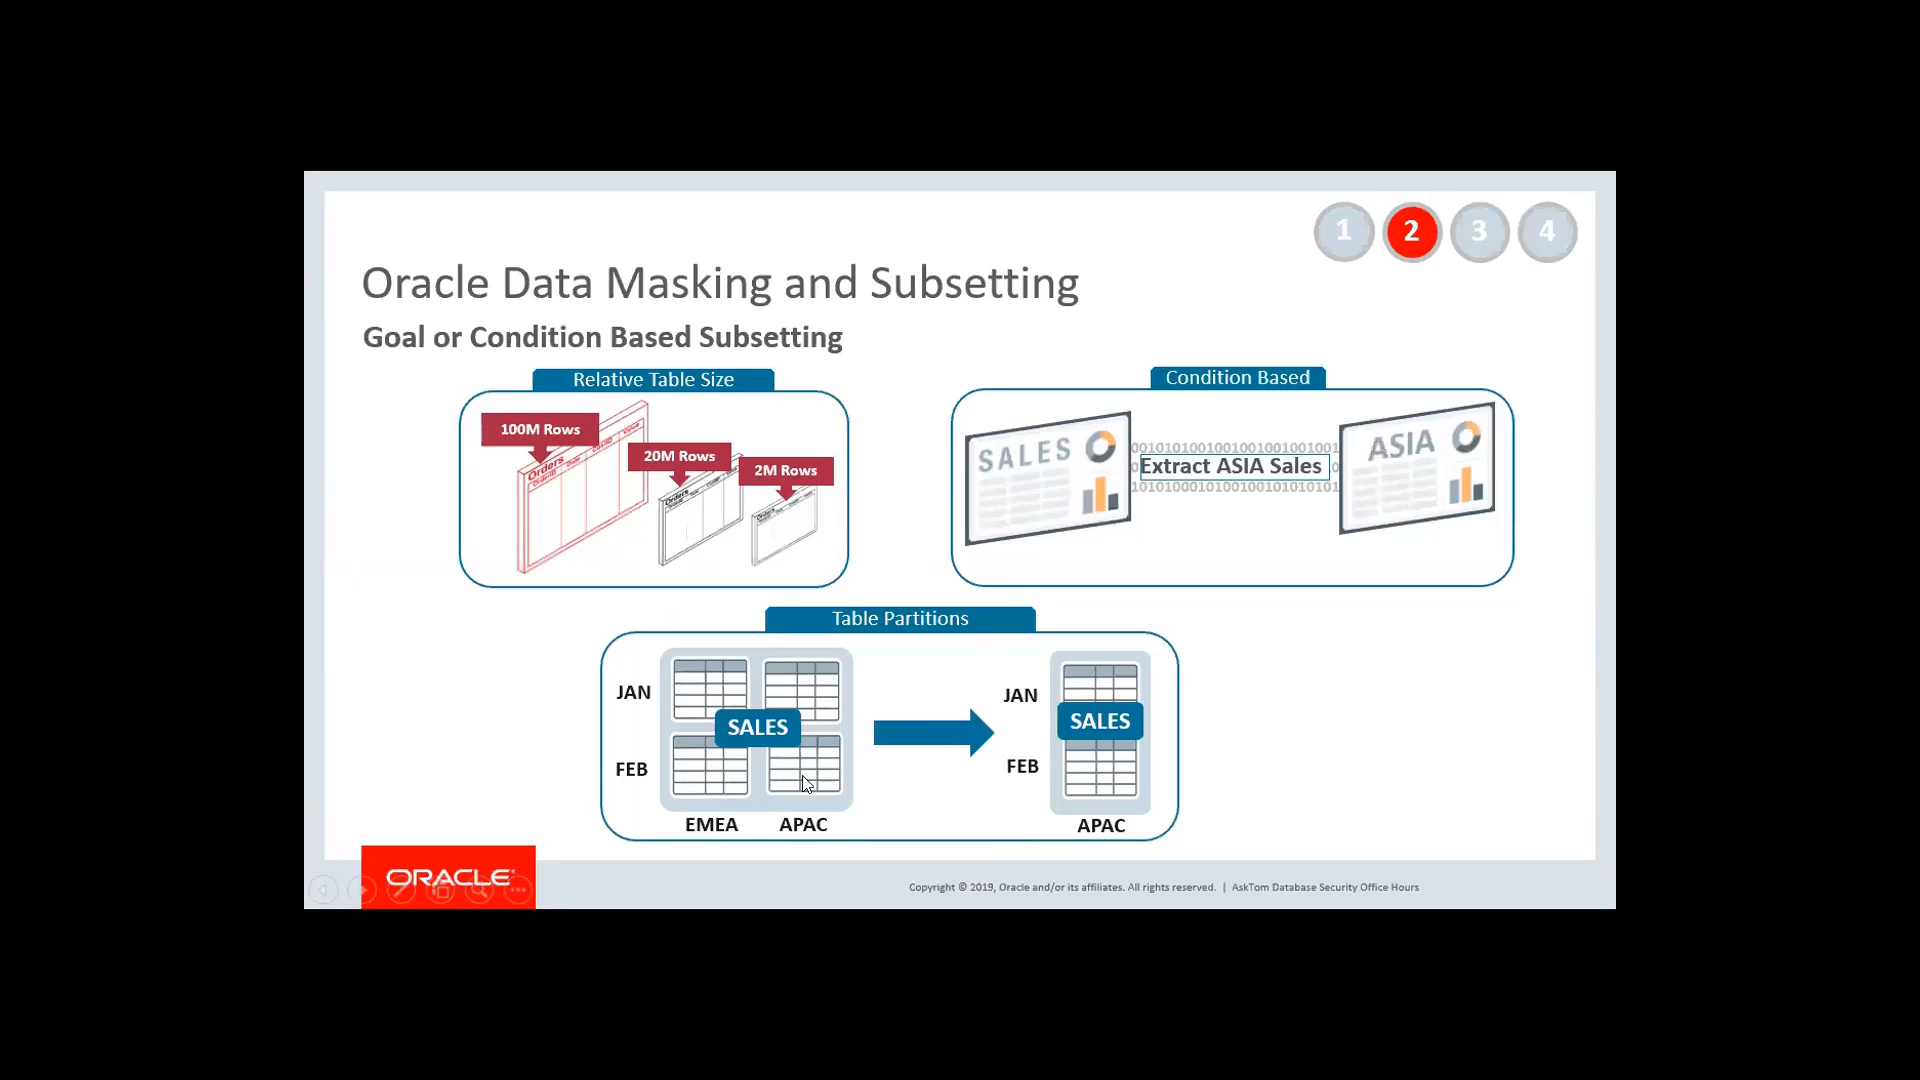 1 2 3 4
Oracle Data Masking and Subsetting
Goal or Condition Based Subsetting
Relative Table Size
100M Rows
20M Rows
2M Rows
Orders
Orders
Orders
Condition Based
SALES
0010101001001001001001001
Extract ASIA Sales
ASIA
Table Partitions
JAN
FEB
SALES
EMEA APAC
JAN
FEB
SALES
APAC
ORACLE
Copyright © 2019, Oracle and/or its affiliates. All rights reserved. | AskTom Database Security Office Hours